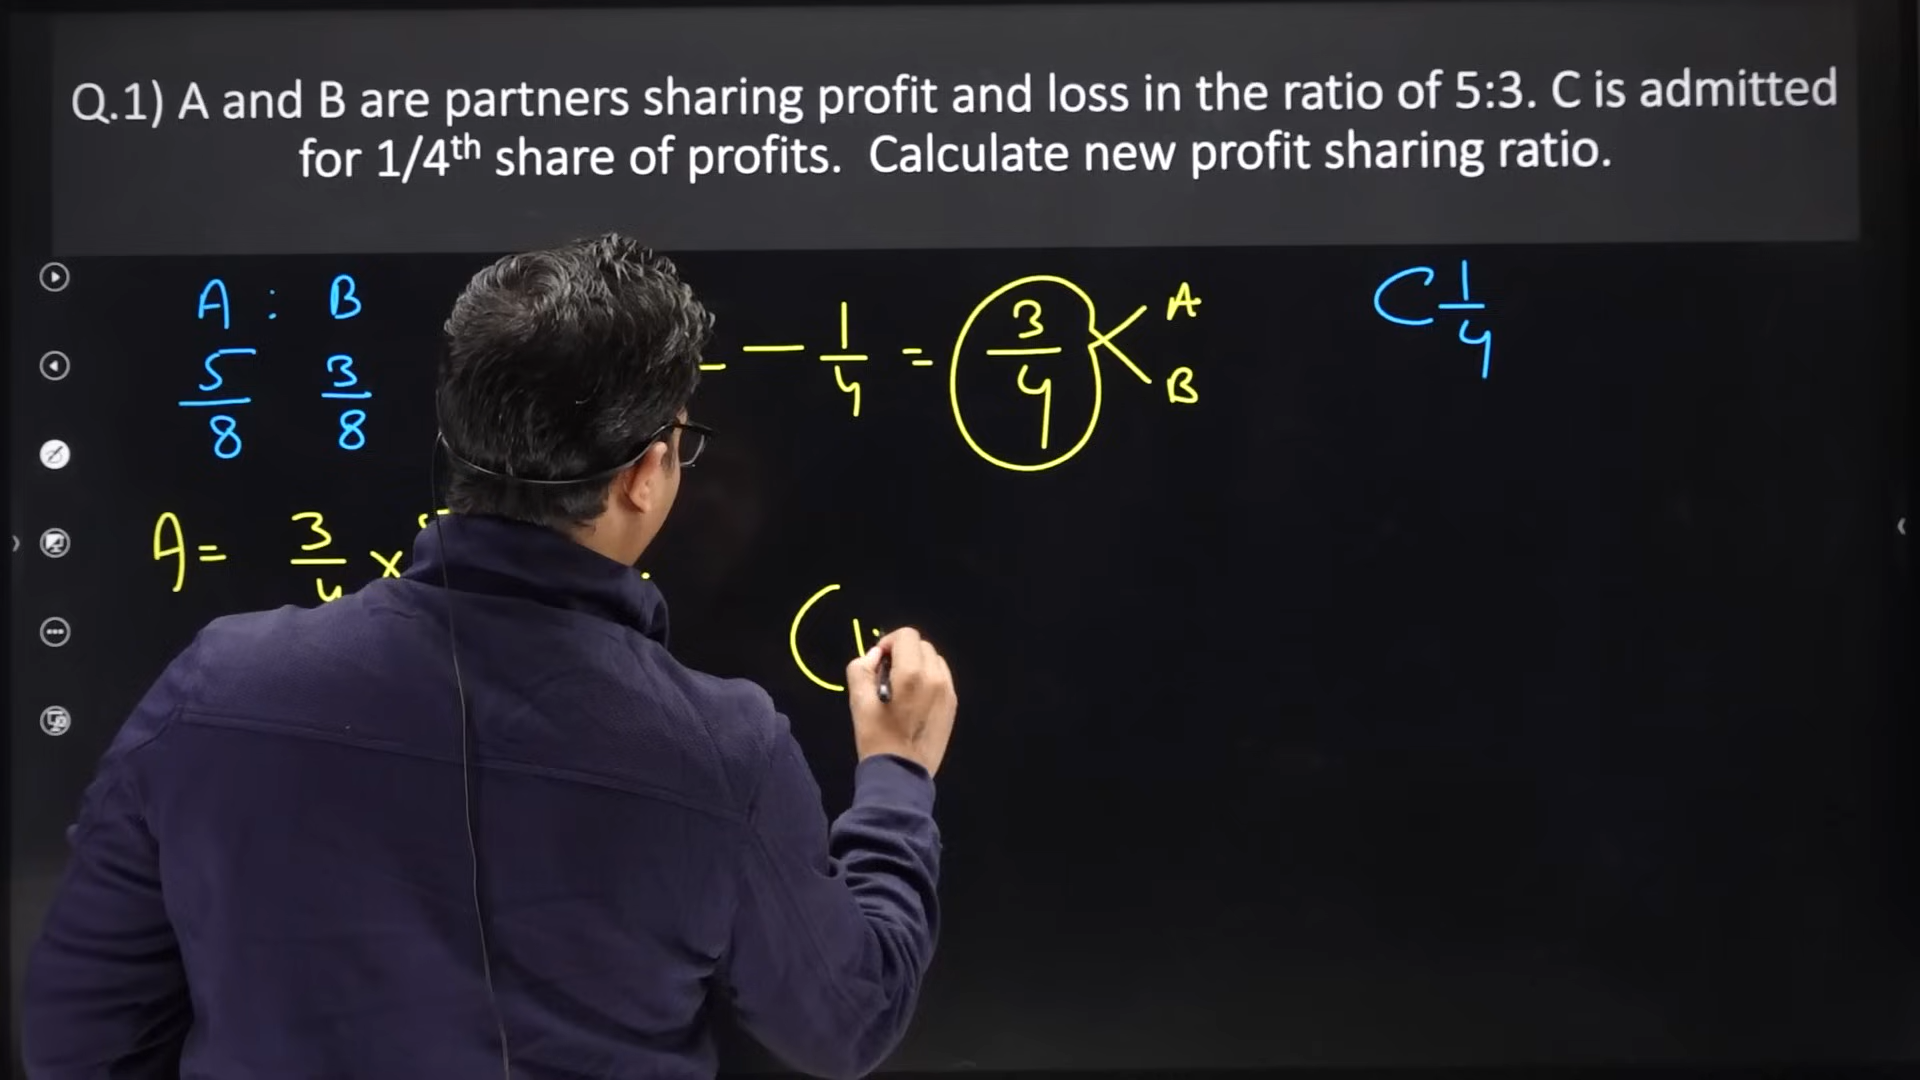 Q.1) A and B are partners sharing profit and loss in the ratio of 5:3. C is admitted
for 1/4th share of profits. Calculate new profit sharing ratio.
A : B
5/8 3/8
- 1/4 = 3/4 A
B
C 1/4
A = 3/4 ×
(1